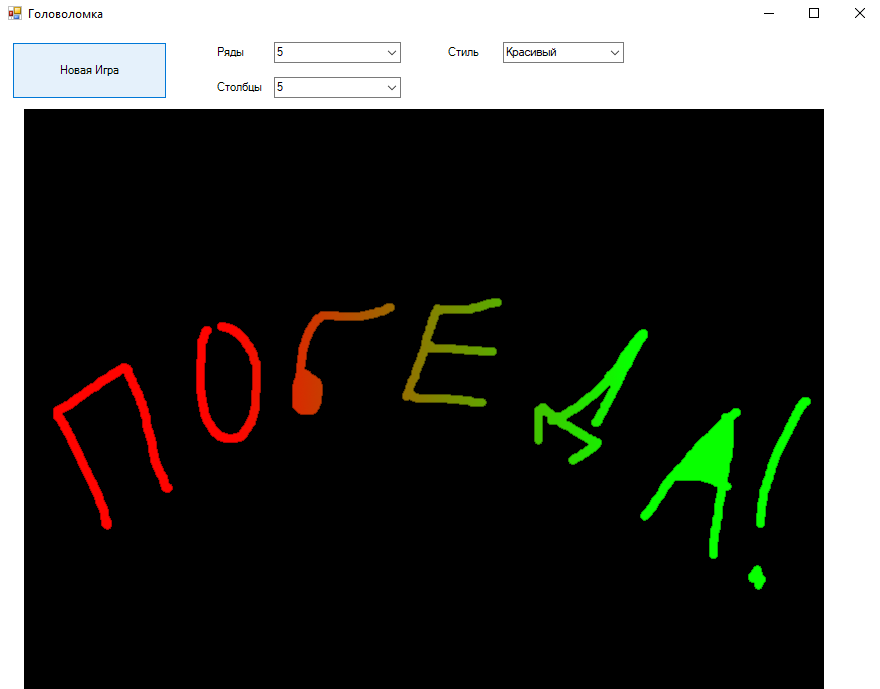 Головоломка
Новая Игра
Ряды 5
Стиль Красивый
Столбцы 5
ПОБЕДА!